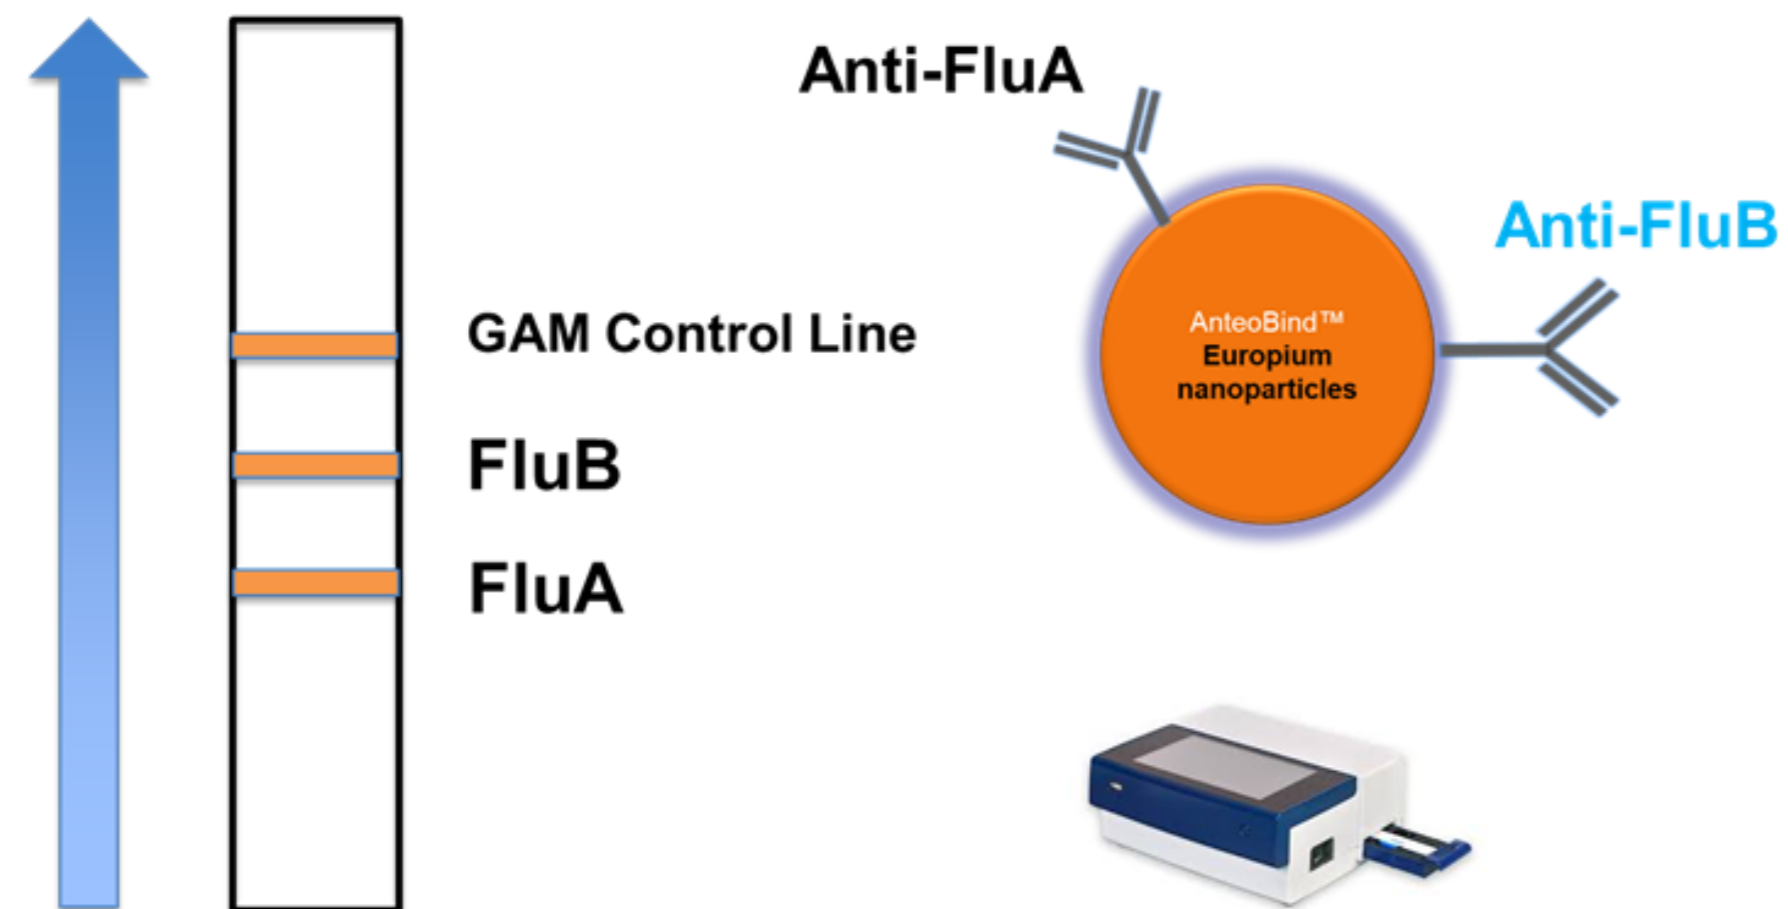 Anti-FluA
Anti-FluB
GAM Control Line
AnteoBind™
Europium
nanoparticles
FluB
FluA